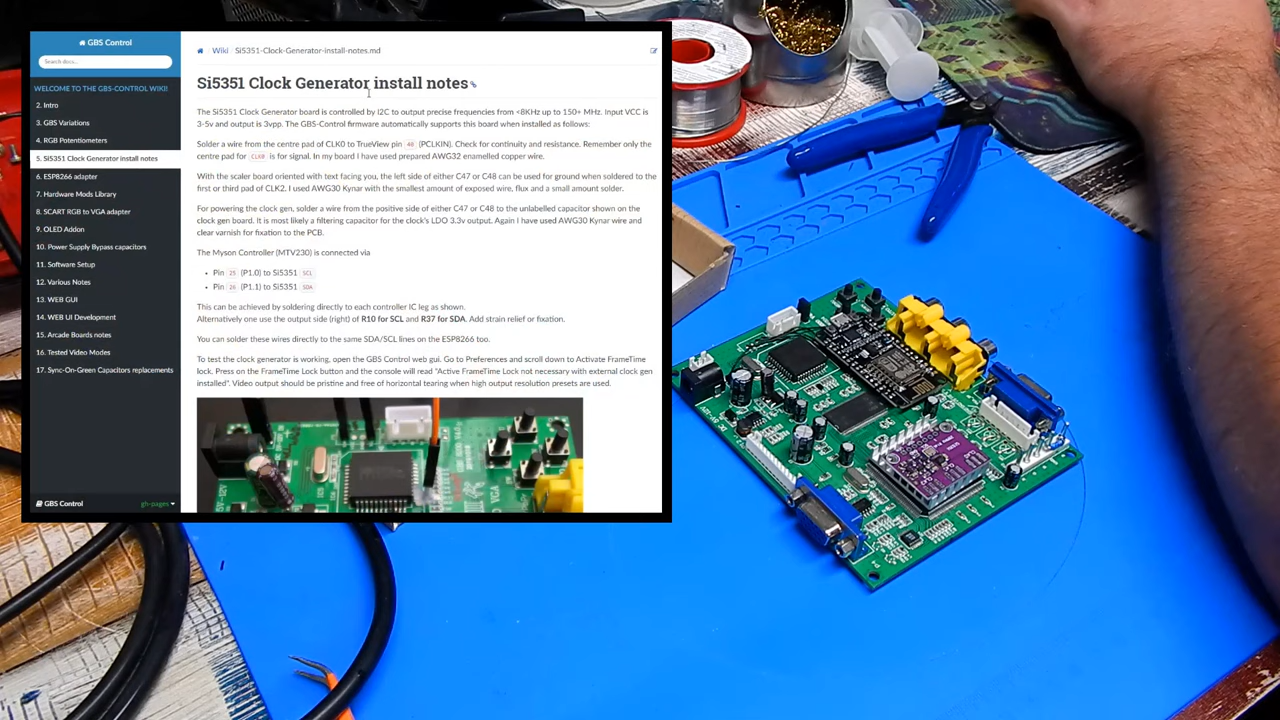 GBS Control
Search docs...
WELCOME TO THE GBS-CONTROL WIKI!
2. Intro
3. GBS Variations
4. RGB Potentiometers
5. Si5351 Clock Generator install notes
6. ESP8266 adapter
7. Hardware Mods Library
8. SCART RGB to VGA adapter
9. OLED Addon
10. Power Supply Bypass capacitors
11. Software Setup
12. Various Notes
13. WEB GUI
14. WEB UI Development
15. Arcade Boards notes
16. Tested Video Modes
17. Sync-On-Green Capacitors replacements
GBS Control
gh-pages
Wiki Si5351-Clock-Generator-install-notes.md
Si5351 Clock Generator install notes
The Si5351 Clock Generator board is controlled by I2C to output precise frequencies from <8KHz up to 150+ MHz. Input VCC is
3-5v and output is 3vpp. The GBS-Control firmware automatically supports this board when installed as follows:
Solder a wire from the centre pad of CLK0 to TrueView pin 40 (PCLKIN). Check for continuity and resistance. Remember only the
centre pad for CLK0 is for signal. In my board I have used prepared AWG32 enamelled copper wire.
With the scaler board oriented with text facing you, the left side of either C47 or C48 can be used for ground when soldered to the
first or third pad of CLK2. I used AWG30 Kynar with the smallest amount of exposed wire, flux and a small amount solder.
For powering the clock gen, solder a wire from the positive side of either C47 or C48 to the unlabelled capacitor shown on the
clock gen board. It is most likely a filtering capacitor for the clock's LDO 3.3v output. Again I have used AWG30 Kynar wire and
clear varnish for fixation to the PCB.
The Myson Controller (MTV230) is connected via
Pin 25 (P1.0) to Si5351 SCL
Pin 26 (P1.1) to Si5351 SDA
This can be achieved by soldering directly to each controller IC leg as shown.
Alternatively one use the output side (right) of R10 for SCL and R37 for SDA. Add strain relief or fixation.
You can solder these wires directly to the same SDA/SCL lines on the ESP8266 too.
To test the clock generator is working, open the GBS Control web gui. Go to Preferences and scroll down to Activate FrameTime
lock. Press on the FrameTime Lock button and the console will read "Active FrameTime Lock not necessary with external clock gen
installed". Video output should be pristine and free of horizontal tearing when high output resolution presets are used.